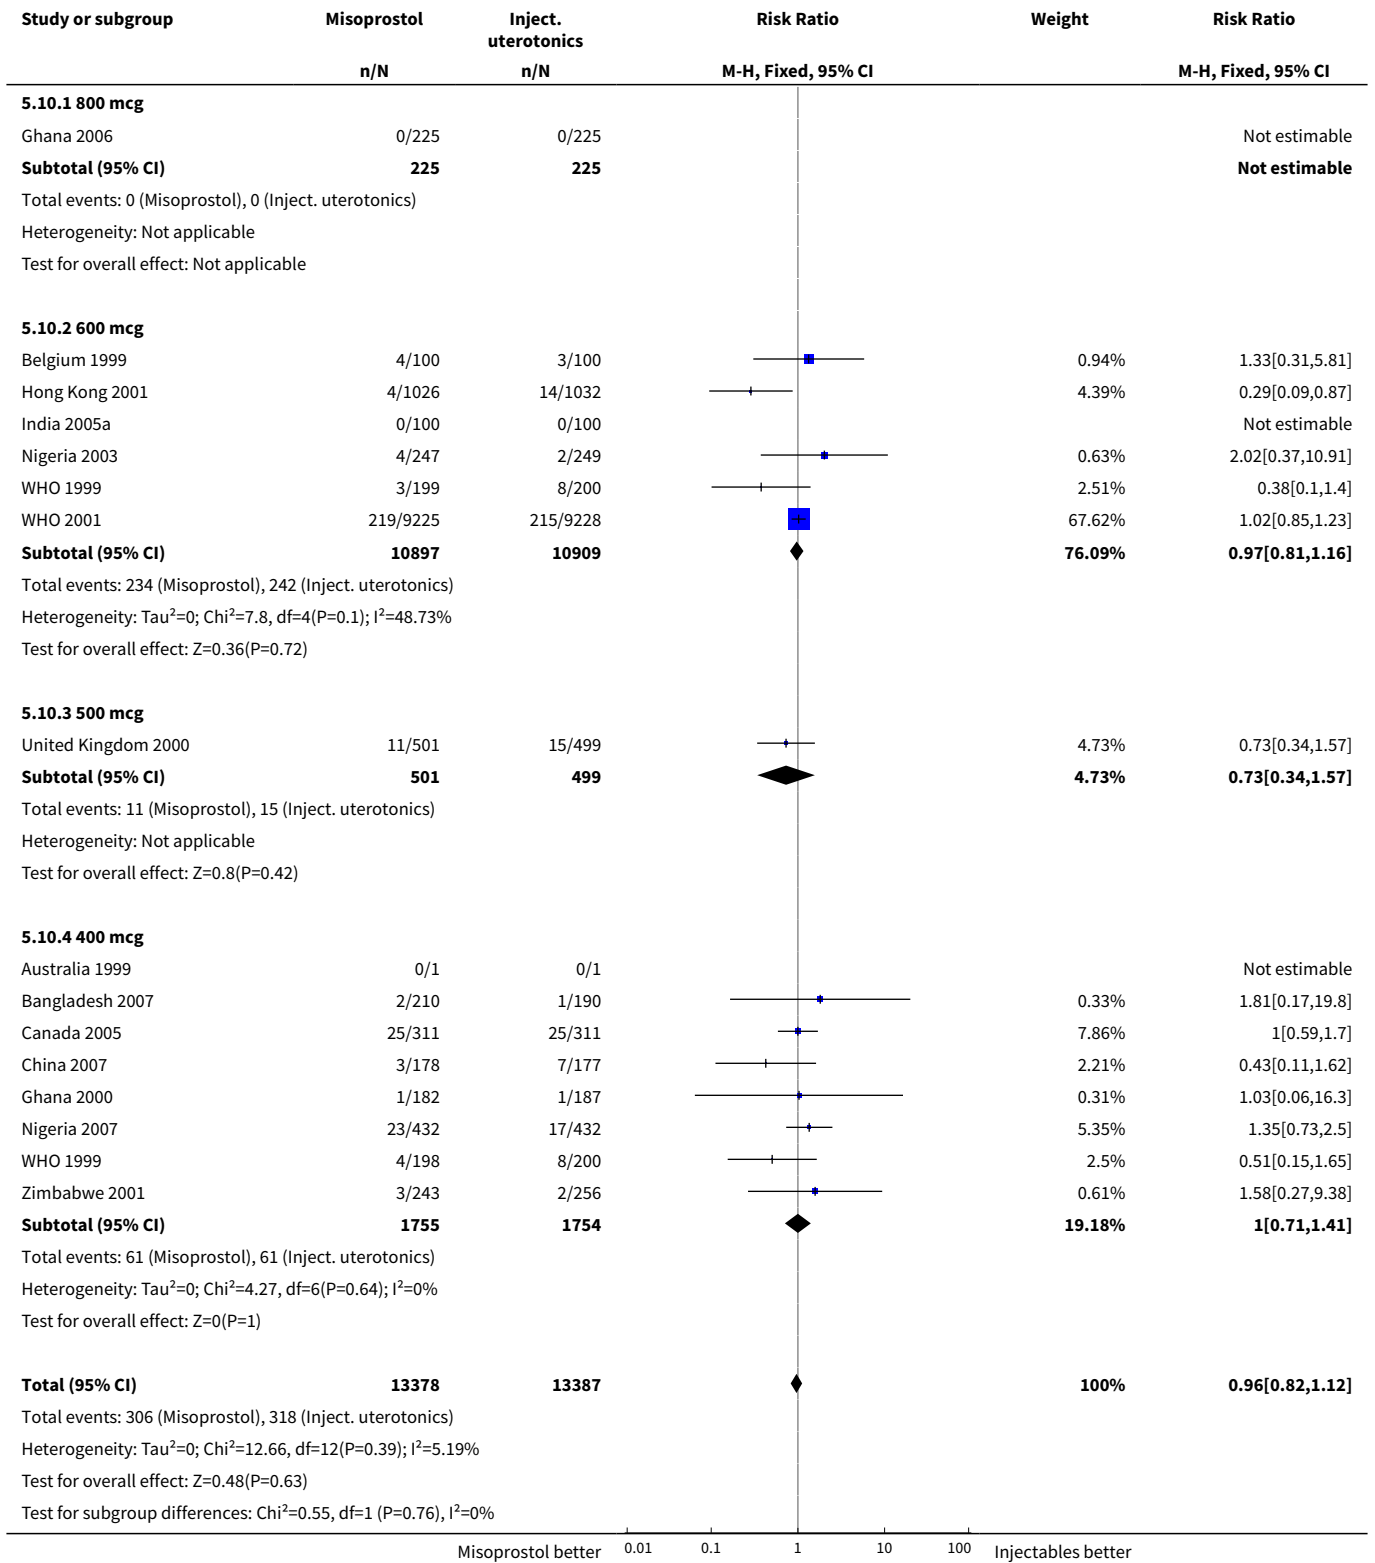 Study or subgroup Misoprostol Inject. uterotonics Risk Ratio Weight Risk Ratio
n/N n/N M-H, Fixed, 95% CI M-H, Fixed, 95% CI
5.10.1 800 mcg
Ghana 2006 0/225 0/225 Not estimable
Subtotal (95% CI) 225 225 Not estimable
Total events: 0 (Misoprostol), 0 (Inject. uterotonics)
Heterogeneity: Not applicable
Test for overall effect: Not applicable
5.10.2 600 mcg
Belgium 1999 4/100 3/100 0.94% 1.33[0.31,5.81]
Hong Kong 2001 4/1026 14/1032 4.39% 0.29[0.09,0.87]
India 2005a 0/100 0/100 Not estimable
Nigeria 2003 4/247 2/249 0.63% 2.02[0.37,10.91]
WHO 1999 3/199 8/200 2.51% 0.38[0.1,1.4]
WHO 2001 219/9225 215/9228 67.62% 1.02[0.85,1.23]
Subtotal (95% CI) 10897 10909 76.09% 0.97[0.81,1.16]
Total events: 234 (Misoprostol), 242 (Inject. uterotonics)
Heterogeneity: Tau²=0; Chi²=7.8, df=4(P=0.1); I²=48.73%
Test for overall effect: Z=0.36(P=0.72)
5.10.3 500 mcg
United Kingdom 2000 11/501 15/499 4.73% 0.73[0.34,1.57]
Subtotal (95% CI) 501 499 4.73% 0.73[0.34,1.57]
Total events: 11 (Misoprostol), 15 (Inject. uterotonics)
Heterogeneity: Not applicable
Test for overall effect: Z=0.8(P=0.42)
5.10.4 400 mcg
Australia 1999 0/1 0/1 Not estimable
Bangladesh 2007 2/210 1/190 0.33% 1.81[0.17,19.8]
Canada 2005 25/311 25/311 7.86% 1[0.59,1.7]
China 2007 3/178 7/177 2.21% 0.43[0.11,1.62]
Ghana 2000 1/182 1/187 0.31% 1.03[0.06,16.3]
Nigeria 2007 23/432 17/432 5.35% 1.35[0.73,2.5]
WHO 1999 4/198 8/200 2.5% 0.51[0.15,1.65]
Zimbabwe 2001 3/243 2/256 0.61% 1.58[0.27,9.38]
Subtotal (95% CI) 1755 1754 19.18% 1[0.71,1.41]
Total events: 61 (Misoprostol), 61 (Inject. uterotonics)
Heterogeneity: Tau²=0; Chi²=4.27, df=6(P=0.64); I²=0%
Test for overall effect: Z=0(P=1)
Total (95% CI) 13378 13387 100% 0.96[0.82,1.12]
Total events: 306 (Misoprostol), 318 (Inject. uterotonics)
Heterogeneity: Tau²=0; Chi²=12.66, df=12(P=0.39); I²=5.19%
Test for overall effect: Z=0.48(P=0.63)
Test for subgroup differences: Chi²=0.55, df=1 (P=0.76), I²=0%
Misoprostol better 0.01 0.1 1 10 100 Injectables better